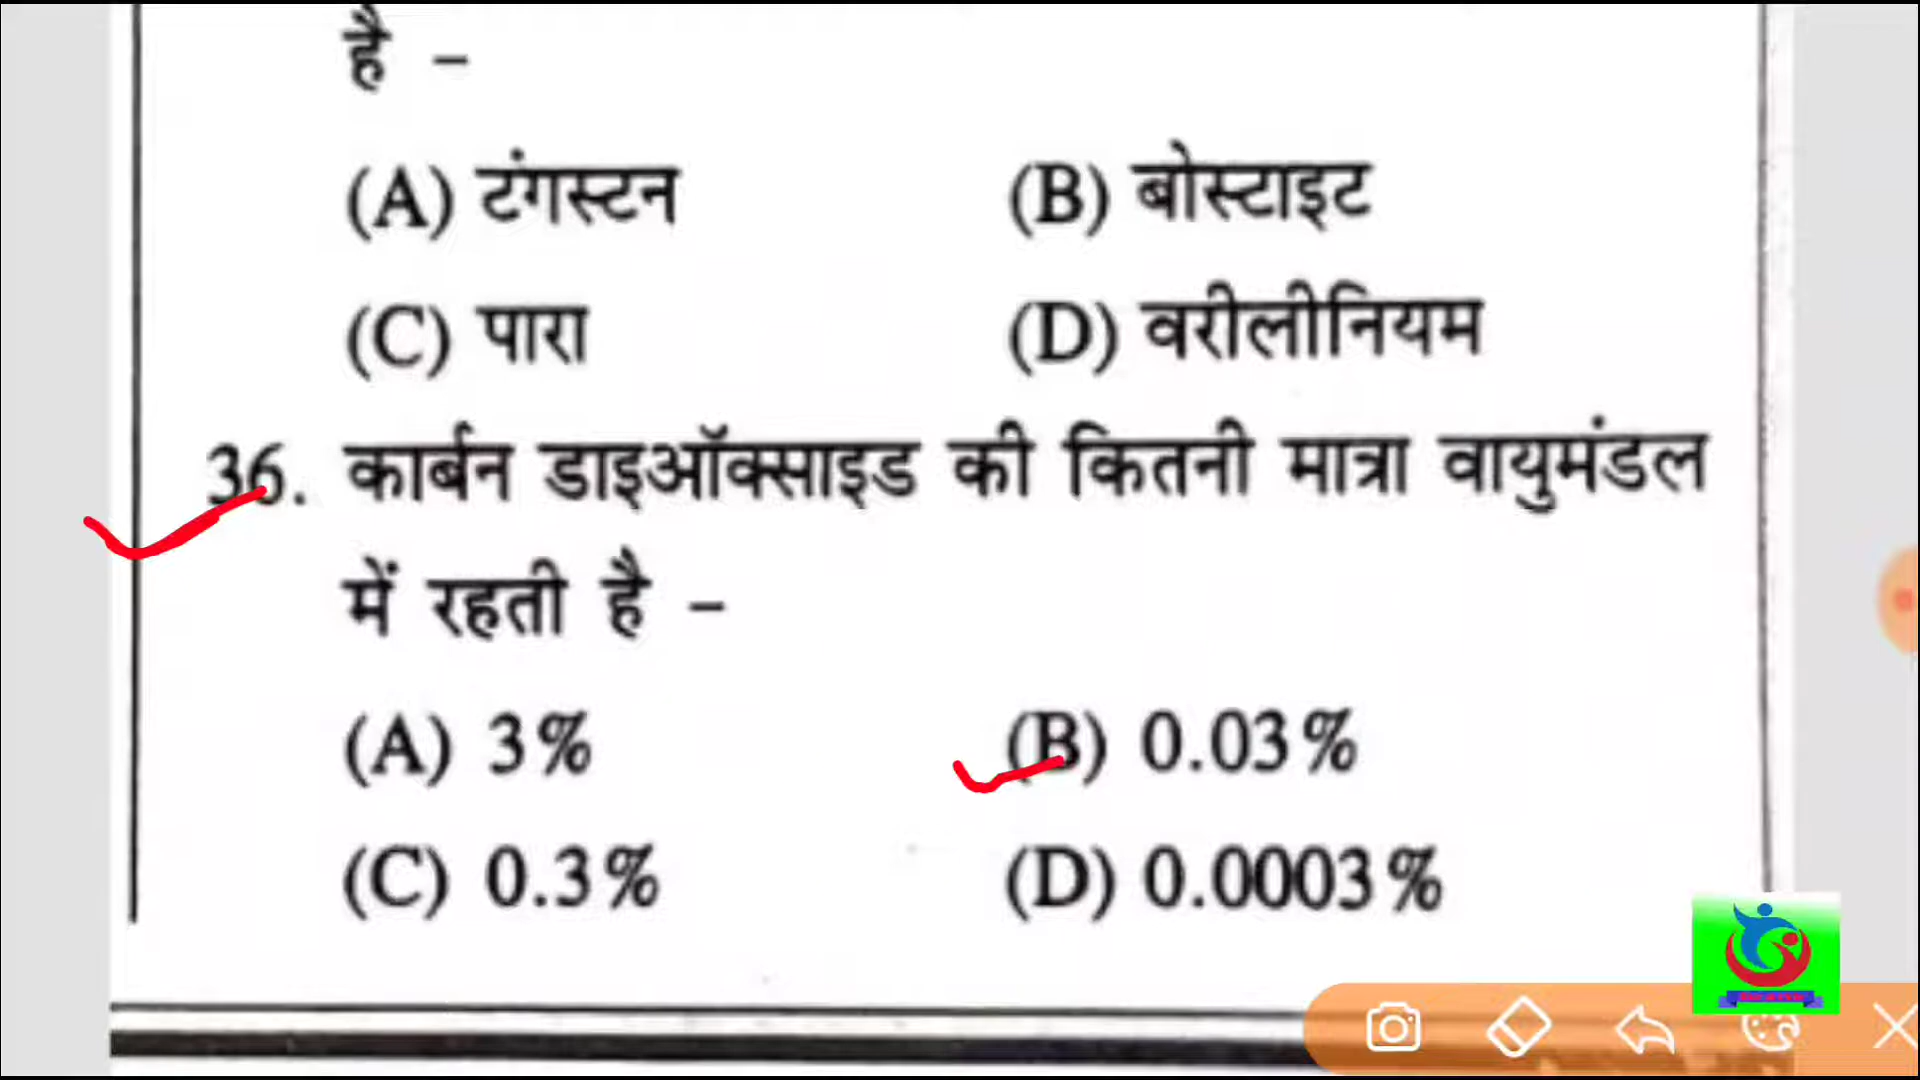 है –
(A) टंगस्टन (B) बोस्टाइट
(C) पारा (D) वरीलीनियम
36. कार्बन डाइऑक्साइड की कितनी मात्रा वायुमंडल
में रहती है –
(A) 3% (B) 0.03%
(C) 0.3% (D) 0.0003%